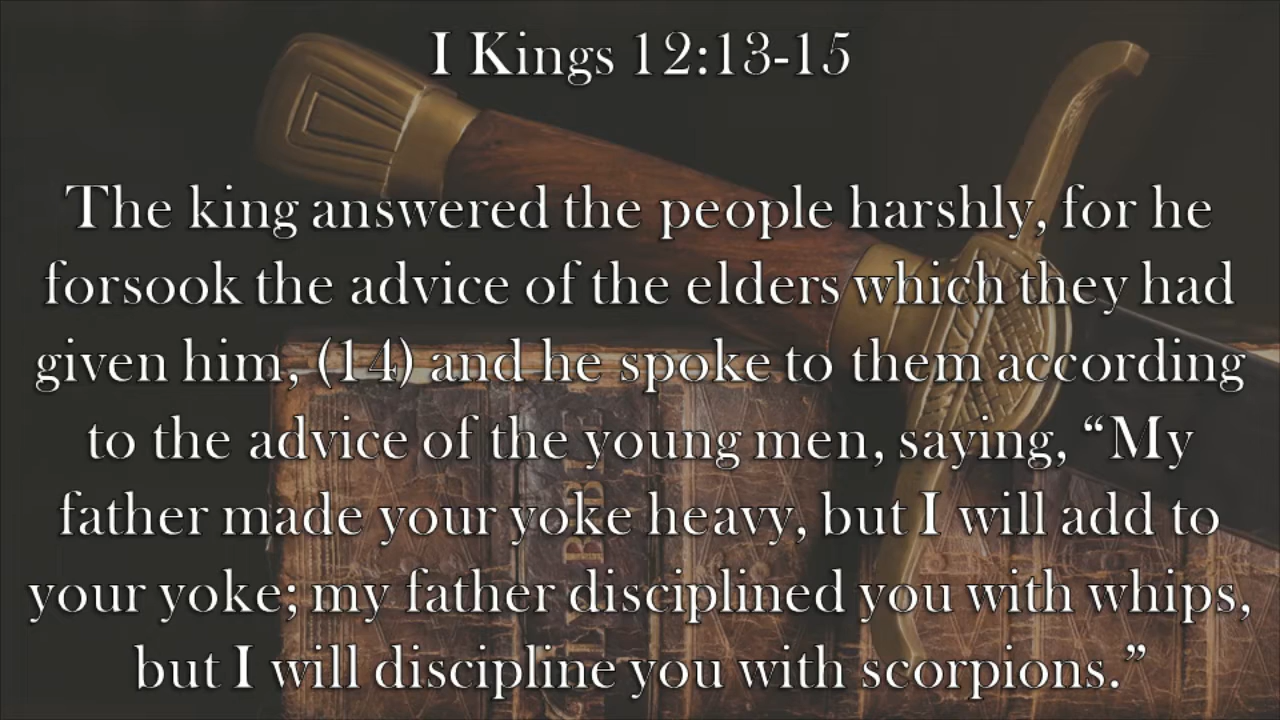 I Kings 12:13-15
The king answered the people harshly, for he
forsook the advice of the elders which they had
given him, (14) and he spoke to them according
to the advice of the young men, saying, “My
father made your yoke heavy, but I will add to
your yoke; my father disciplined you with whips,
but I will discipline you with scorpions.”